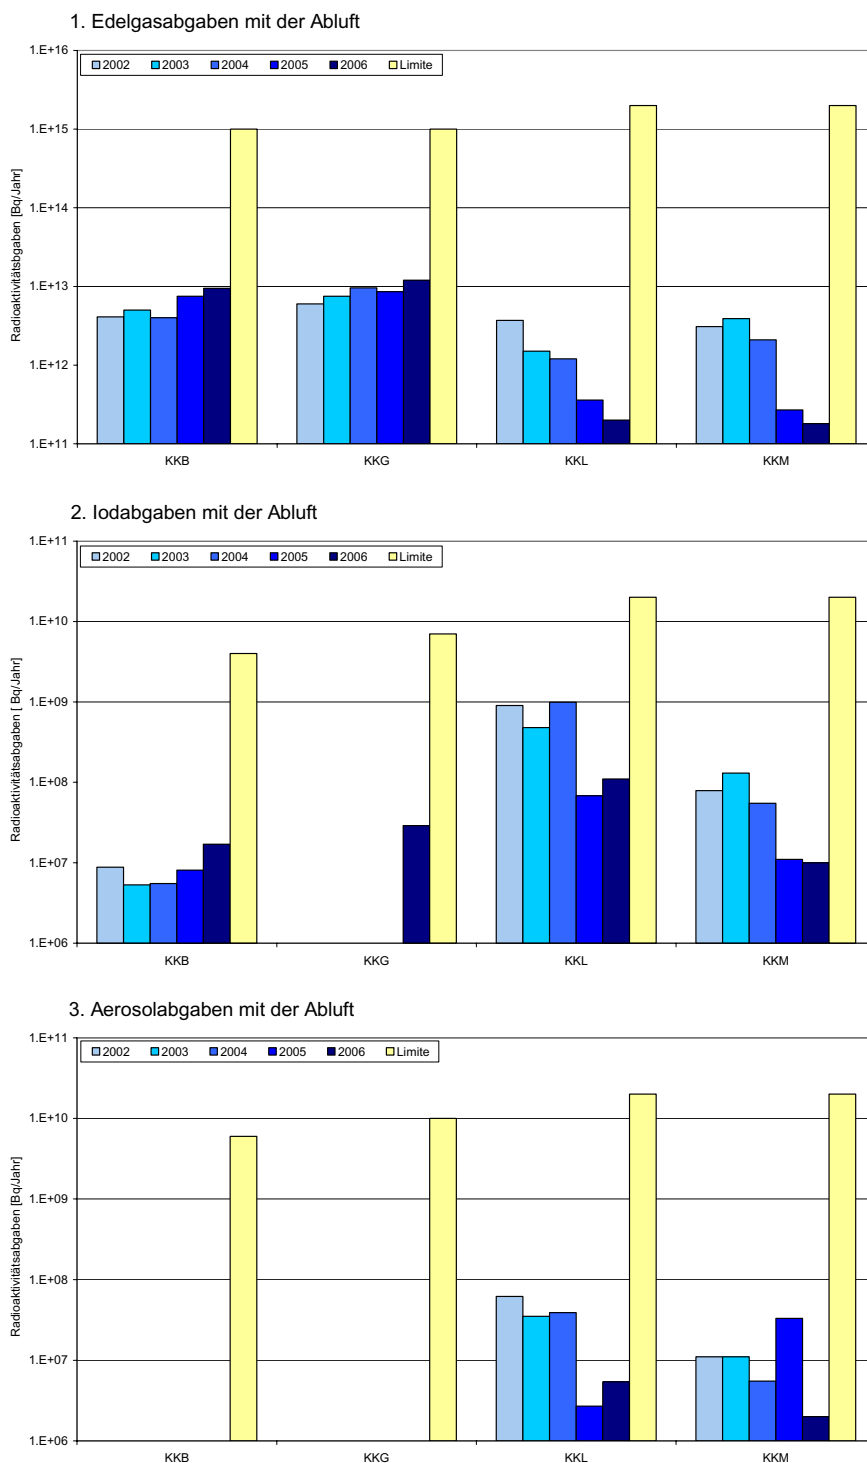 1. Edelgasabgaben mit der Abluft
1.E+16
2002 2003 2004 2005 2006 Limite
1.E+15
1.E+14
1.E+13
1.E+12
1.E+11
Radioaktivitätsbgaben [Bq/Jahr]
KKB KKG KKL KKM
2. Iodabgaben mit der Abluft
1.E+11
2002 2003 2004 2005 2006 Limite
1.E+10
1.E+09
1.E+08
1.E+07
1.E+06
Radioaktivitätsabgaben [ Bq/Jahr]
KKB KKG KKL KKM
3. Aerosolabgaben mit der Abluft
1.E+11
2002 2003 2004 2005 2006 Limite
1.E+10
1.E+09
1.E+08
1.E+07
1.E+06
Radioaktivitätsabgaben [Bq/Jahr]
KKB KKG KKL KKM